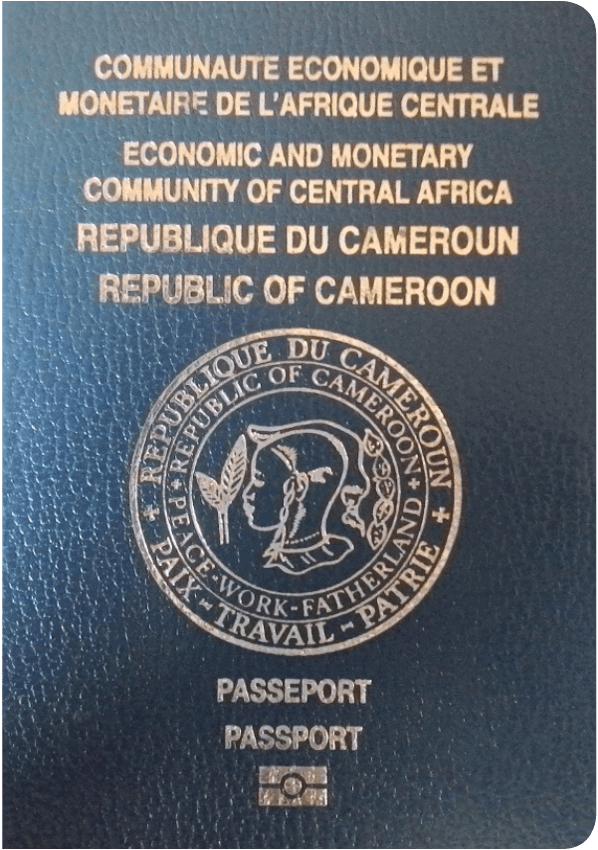 COMMUNAUTE ECONOMIQUE ET
MONETAIRE DE L'AFRIQUE CENTRALE
ECONOMIC AND MONETARY
COMMUNITY OF CENTRAL AFRICA
REPUBLIQUE DU CAMEROUN
REPUBLIC OF CAMEROON
REPUBLIQUE DU CAMEROUN
REPUBLIC OF CAMEROON
PEACE-WORK-FATHERLAND
PAIX-TRAVAIL-PATRIE
PASSEPORT
PASSPORT